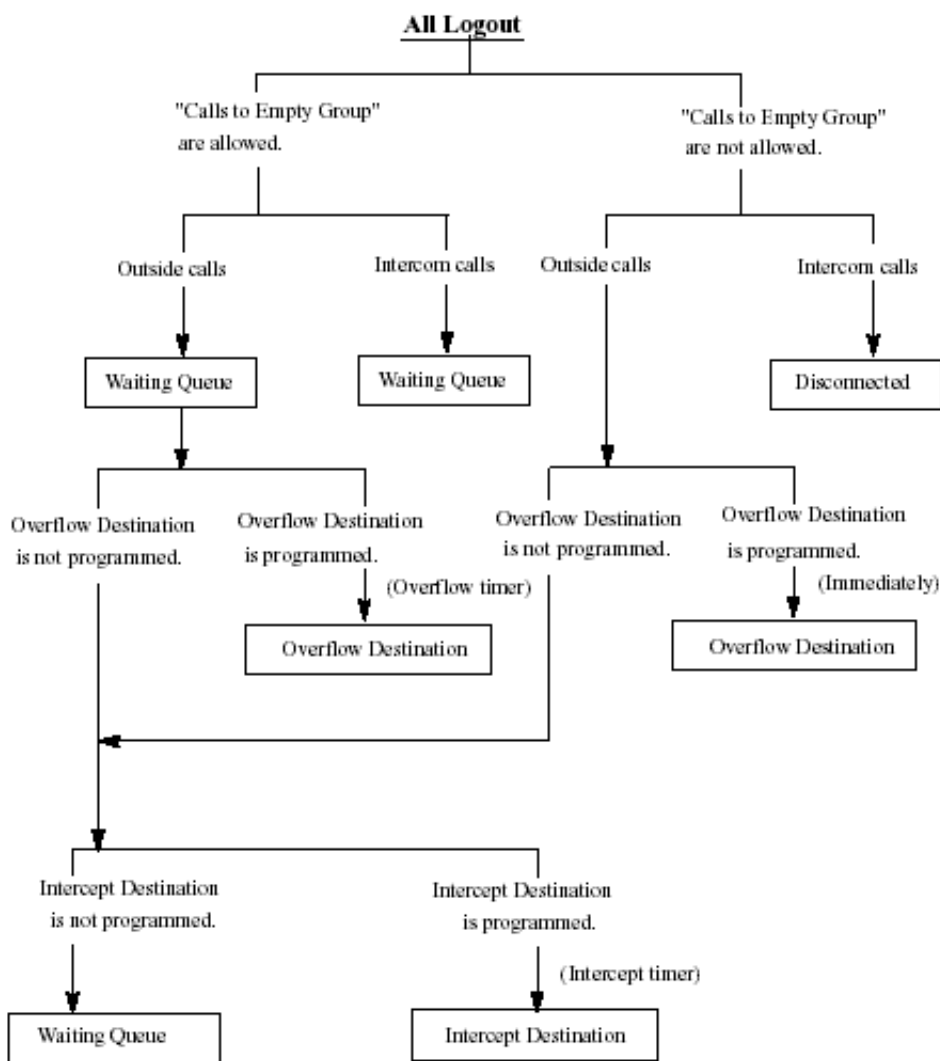 All Logout
"Calls to Empty Group"
are allowed.
"Calls to Empty Group"
are not allowed.
Outside calls
Intercom calls
Outside calls
Intercom calls
Waiting Queue
Waiting Queue
Disconnected
Overflow Destination
is not programmed.
Overflow Destination
is programmed.
Overflow Destination
is not programmed.
Overflow Destination
is programmed.
(Overflow timer)
(Immediately)
Overflow Destination
Overflow Destination
Intercept Destination
is not programmed.
Intercept Destination
is programmed.
(Intercept timer)
Waiting Queue
Intercept Destination